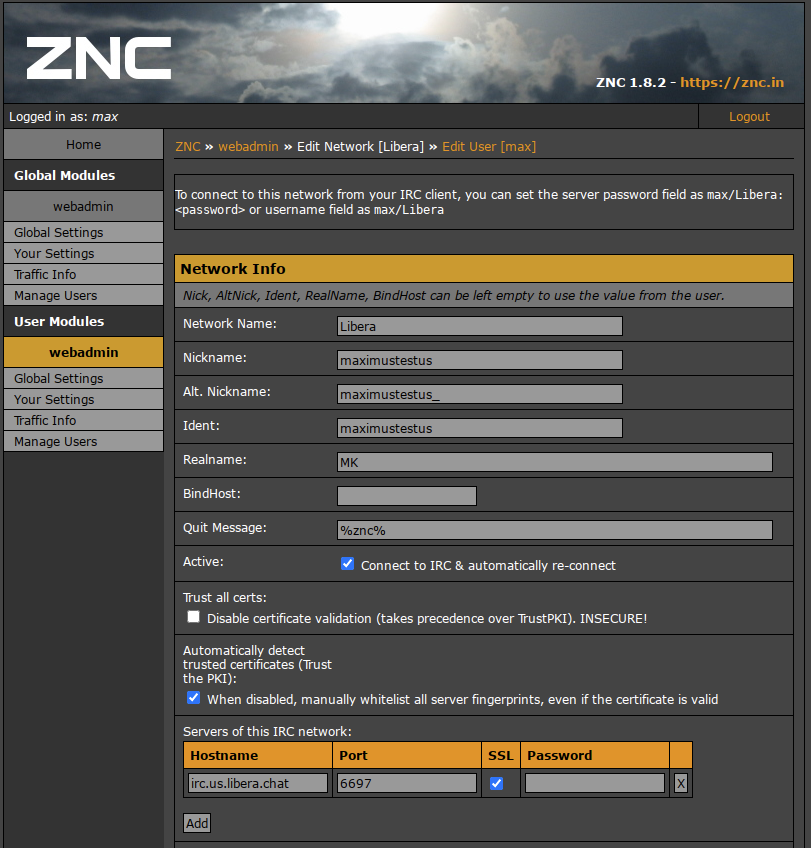 ZNC
ZNC 1.8.2 - https://znc.in
Logged in as: max
Logout
Home
Global Modules
webadmin
Global Settings
Your Settings
Traffic Info
Manage Users
User Modules
webadmin
Global Settings
Your Settings
Traffic Info
Manage Users
ZNC » webadmin » Edit Network [Libera] » Edit User [max]
To connect to this network from your IRC client, you can set the server password field as max/Libera:
<password> or username field as max/Libera
Network Info
Nick, AltNick, Ident, RealName, BindHost can be left empty to use the value from the user.
Network Name: Libera
Nickname: maximustestus
Alt. Nickname: maximustestus_
Ident: maximustestus
Realname: MK
BindHost:
Quit Message: %znc%
Active: Connect to IRC & automatically re-connect
Trust all certs:
Disable certificate validation (takes precedence over TrustPKI). INSECURE!
Automatically detect
trusted certificates (Trust
the PKI):
When disabled, manually whitelist all server fingerprints, even if the certificate is valid
Servers of this IRC network:
Hostname Port SSL Password
irc.us.libera.chat 6697 X
Add